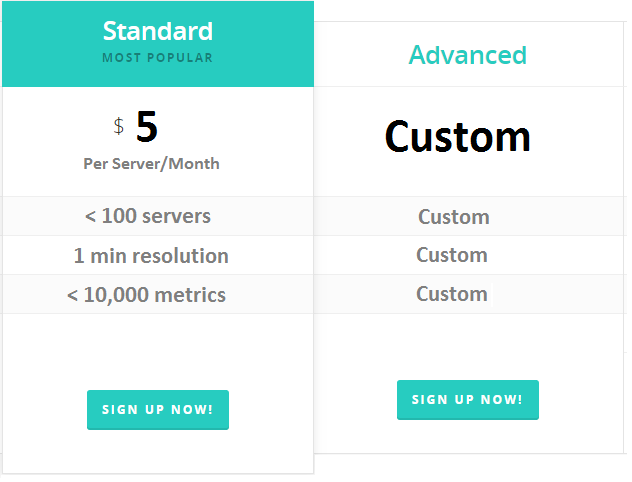 Standard
MOST POPULAR
$ 5
Per Server/Month
< 100 servers
1 min resolution
< 10,000 metrics
SIGN UP NOW!
Advanced
Custom
Custom
Custom
Custom
SIGN UP NOW!